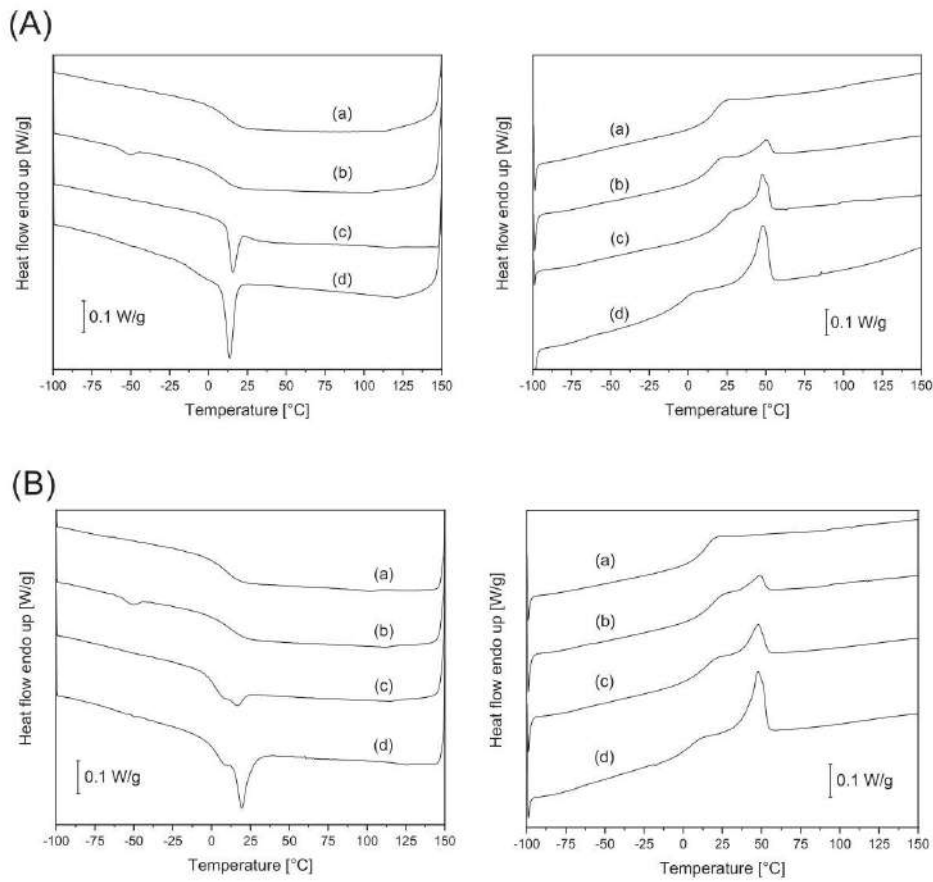 (A)
Heat flow endo up [W/g]
(a)
(b)
(c)
(d)
0.1 W/g
-100 -75 -50 -25 0 25 50 75 100 125 150
Temperature [°C]
Heat flow endo up [W/g]
(a)
(b)
(c)
(d)
0.1 W/g
-100 -75 -50 -25 0 25 50 75 100 125 150
Temperature [°C]
(B)
Heat flow endo up [W/g]
(a)
(b)
(c)
(d)
0.1 W/g
-100 -75 -50 -25 0 25 50 75 100 125 150
Temperature [°C]
Heat flow endo up [W/g]
(a)
(b)
(c)
(d)
0.1 W/g
-100 -75 -50 -25 0 25 50 75 100 125 150
Temperature [°C]